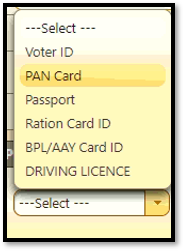 ---Select ---
Voter ID
PAN Card
Passport
Ration Card ID
BPL/AAY Card ID
DRIVING LICENCE
---Select ---